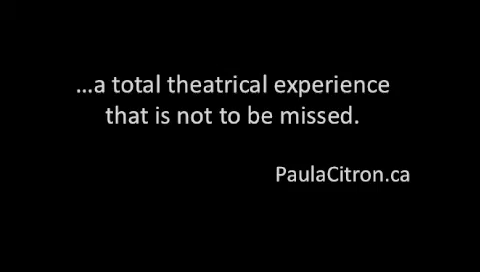 …a total theatrical experience
that is not to be missed.
PaulaCitron.ca